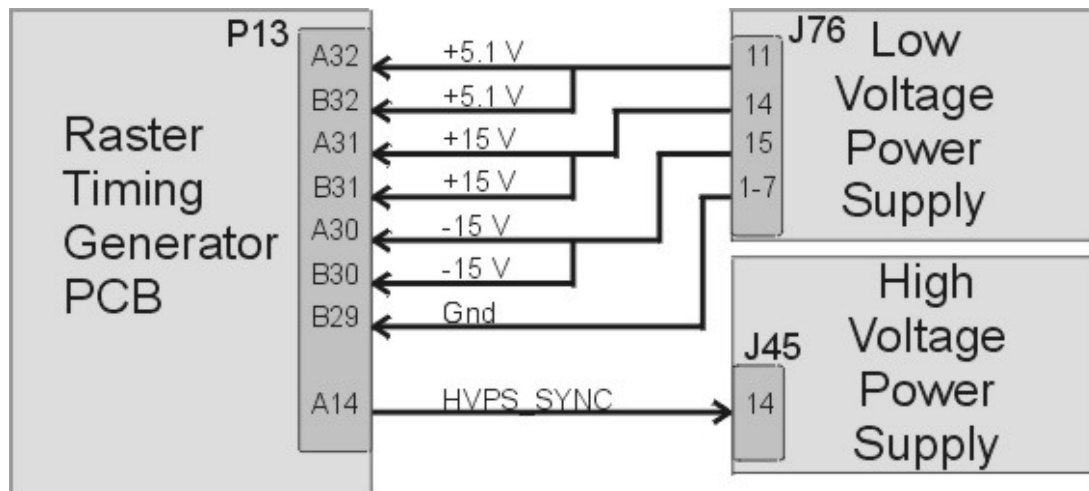 Raster
Timing
Generator
PCB
P13
A32
B32
A31
B31
A30
B30
B29
A14
+5.1 V
+5.1 V
+15 V
+15 V
-15 V
-15 V
Gnd
HVPS_SYNC
J76
11
14
15
1-7
Low
Voltage
Power
Supply
J45
14
High
Voltage
Power
Supply